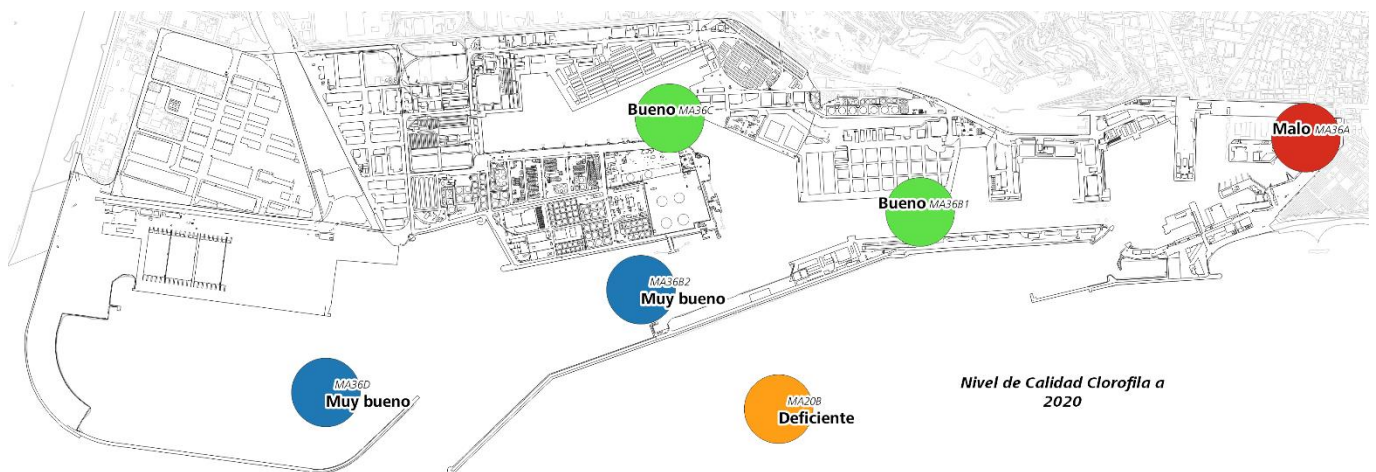 Bueno MA36C
Malo MA36A
Bueno MA36B1
MA36B2
Muy bueno
MA36D
Muy bueno
MA20B
Deficiente
Nivel de Calidad Clorofila a
2020